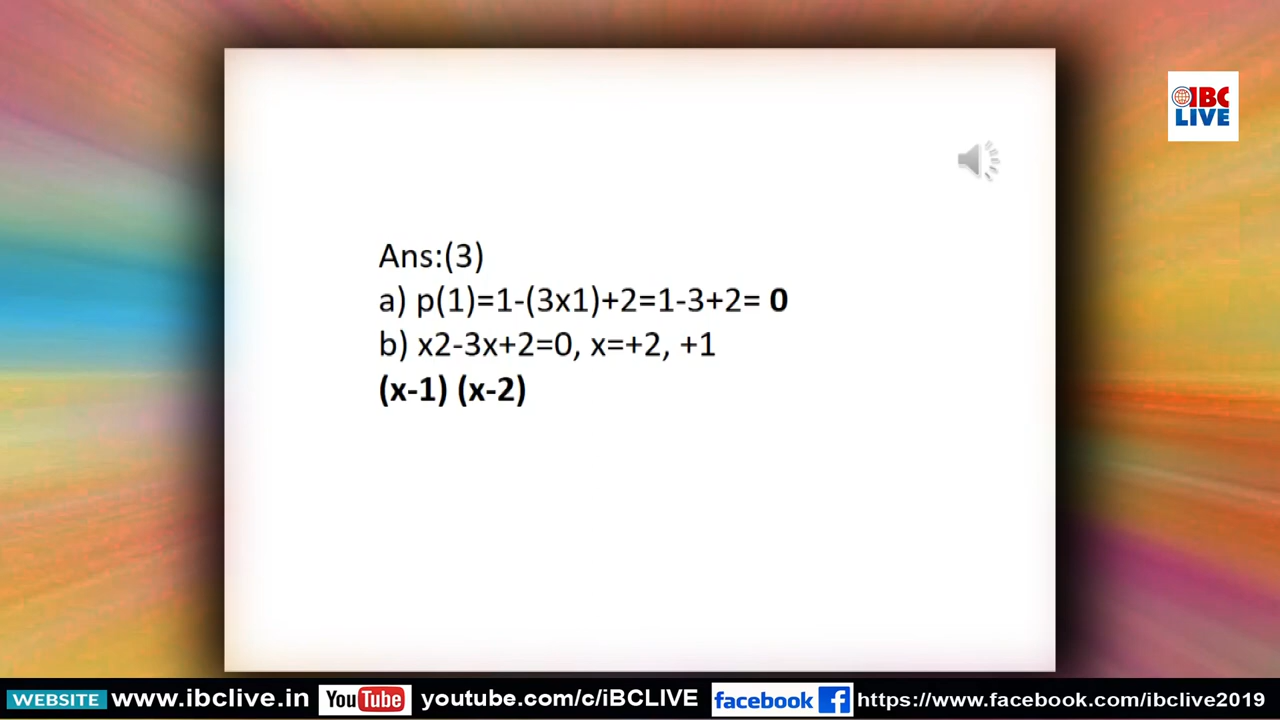 IBC
LIVE
Ans:(3)
a) p(1)=1-(3x1)+2=1-3+2= 0
b) x2-3x+2=0, x=+2, +1
(x-1) (x-2)
WEBSITE www.ibclive.in YouTube youtube.com/c/iBCLIVE facebook f https://www.facebook.com/ibclive2019